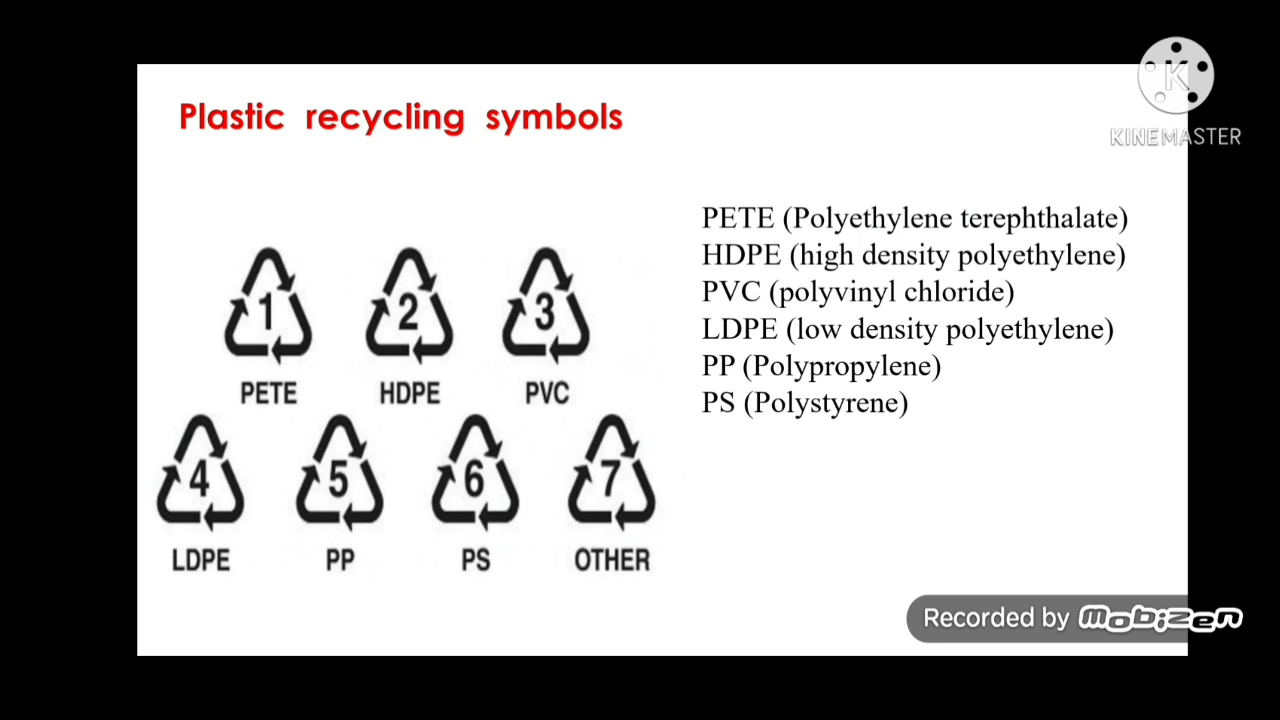 Plastic recycling symbols
K
KINEMASTER
PETE (Polyethylene terephthalate)
HDPE (high density polyethylene)
PVC (polyvinyl chloride)
LDPE (low density polyethylene)
PP (Polypropylene)
PS (Polystyrene)
1 2 3
PETE HDPE PVC
4 5 6 7
LDPE PP PS OTHER
Recorded by Mobizen